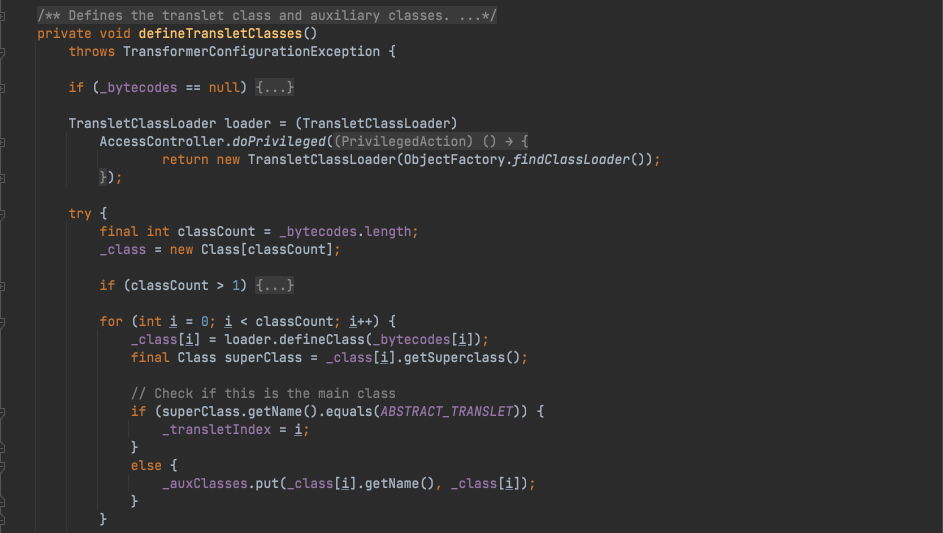 /** Defines the translet class and auxiliary classes. ...*/
private void defineTransletClasses()
throws TransformerConfigurationException {
if (_bytecodes == null) {...}
TransletClassLoader loader = (TransletClassLoader)
AccessController.doPrivileged((PrivilegedAction) () → {
return new TransletClassLoader(ObjectFactory.findClassLoader());
});
try {
final int classCount = _bytecodes.length;
_class = new Class[classCount];
if (classCount > 1) {...}
for (int i = 0; i < classCount; i++) {
_class[i] = loader.defineClass(_bytecodes[i]);
final Class superClass = _class[i].getSuperclass();
// Check if this is the main class
if (superClass.getName().equals(ABSTRACT_TRANSLET)) {
_transletIndex = i;
}
else {
_auxClasses.put(_class[i].getName(), _class[i]);
}
}